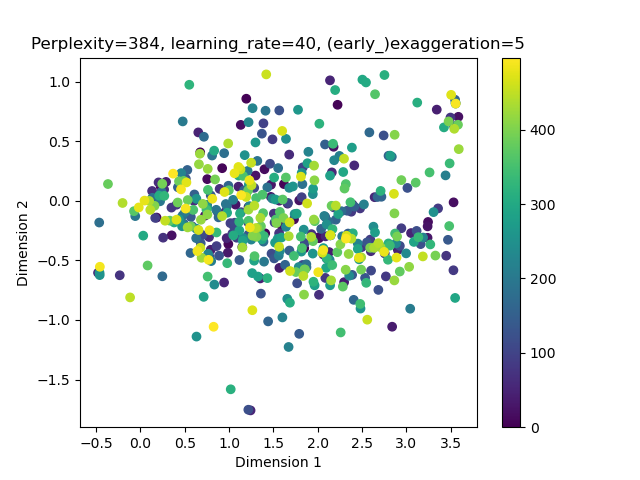 Perplexity=384, learning_rate=40, (early_)exaggeration=5
1.0
0.5
0.0
−0.5
−1.0
−1.5
Dimension 2
−0.5 0.0 0.5 1.0 1.5 2.0 2.5 3.0 3.5
Dimension 1
400
300
200
100
0